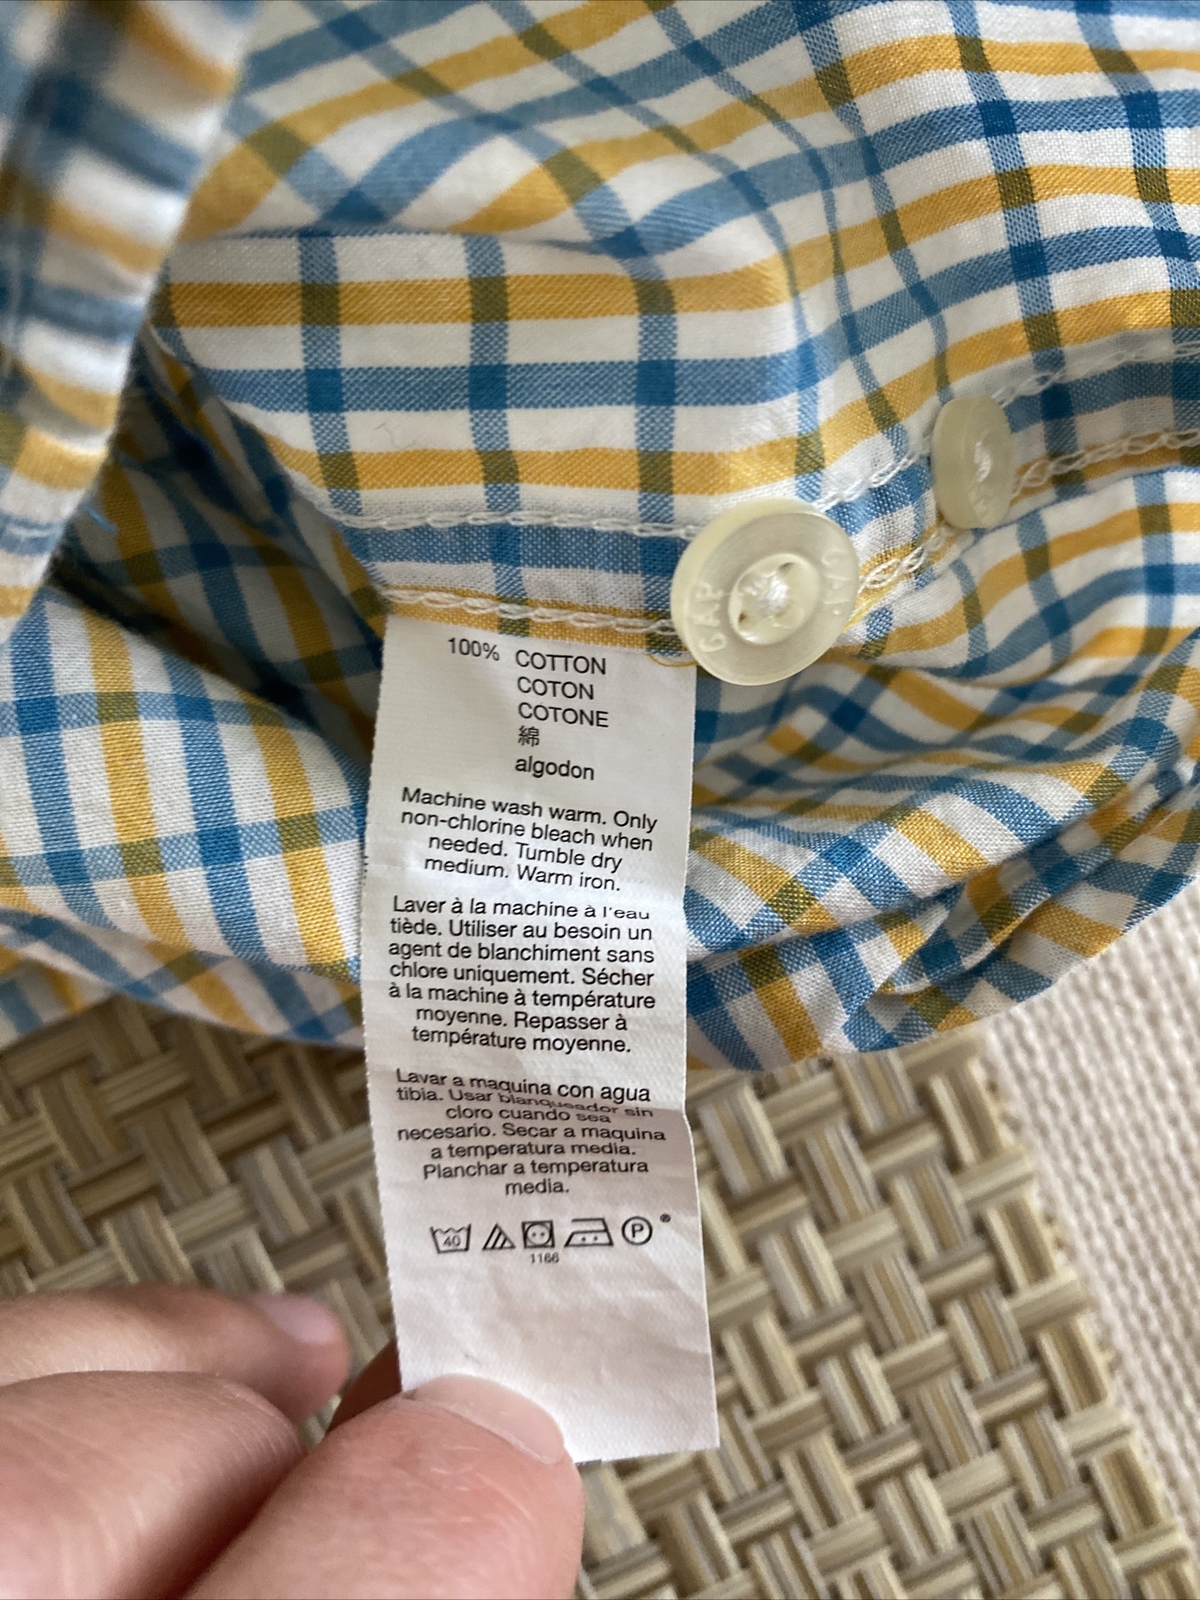 GAP GAP
100% COTTON
COTON
COTONE
綿
algodon
Machine wash warm. Only
non-chlorine bleach when
needed. Tumble dry
medium. Warm iron.
Laver à la machine à l'eau
tiède. Utiliser au besoin un
agent de blanchiment sans
chlore uniquement. Sécher
à la machine à température
moyenne. Repasser à
température moyenne.
Lavar a maquina con agua
tibia. Usar blanqueador sin
cloro cuando sea
necesario. Secar a maquina
a temperatura media.
Planchar a temperatura
media.
40 P ®
1166